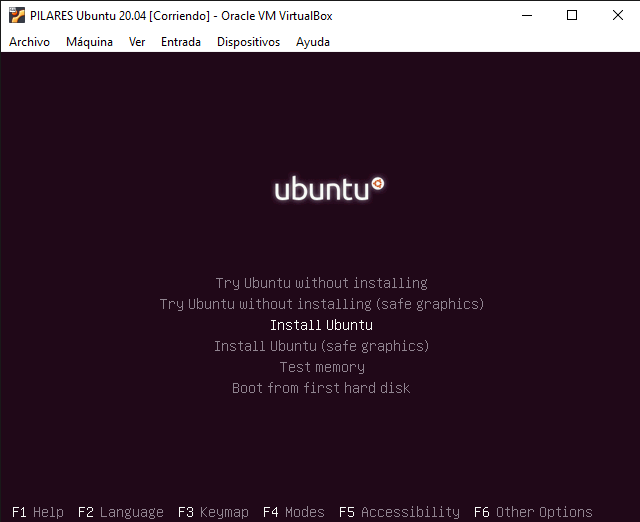 PILARES Ubuntu 20.04 [Corriendo] - Oracle VM VirtualBox
Archivo Máquina Ver Entrada Dispositivos Ayuda
ubuntu
Try Ubuntu without installing
Try Ubuntu without installing (safe graphics)
Install Ubuntu
Install Ubuntu (safe graphics)
Test memory
Boot from first hard disk
F1 Help F2 Language F3 Keymap F4 Modes F5 Accessibility F6 Other Options